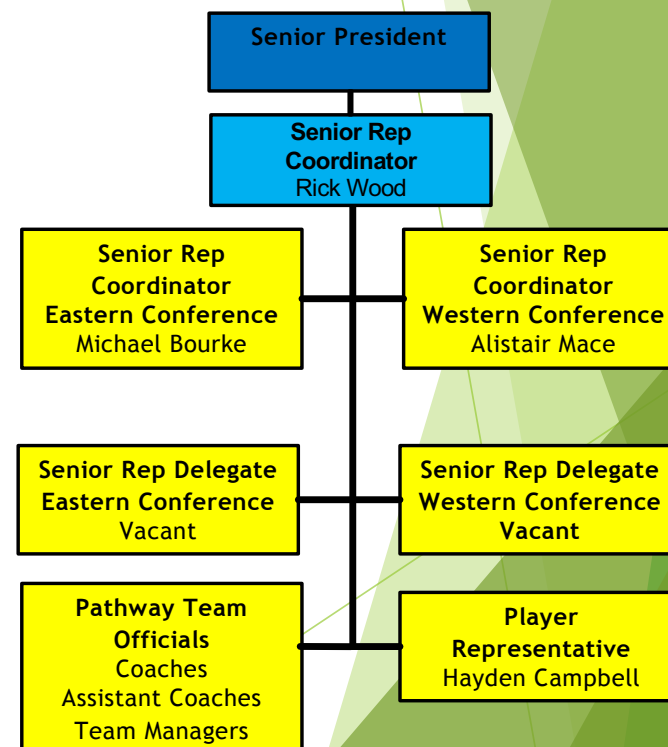 Senior President
Senior Rep
Coordinator
Rick Wood
Senior Rep
Coordinator
Eastern Conference
Michael Bourke
Senior Rep
Coordinator
Western Conference
Alistair Mace
Senior Rep Delegate
Eastern Conference
Vacant
Senior Rep Delegate
Western Conference
Vacant
Pathway Team
Officials
Coaches
Assistant Coaches
Team Managers
Player
Representative
Hayden Campbell